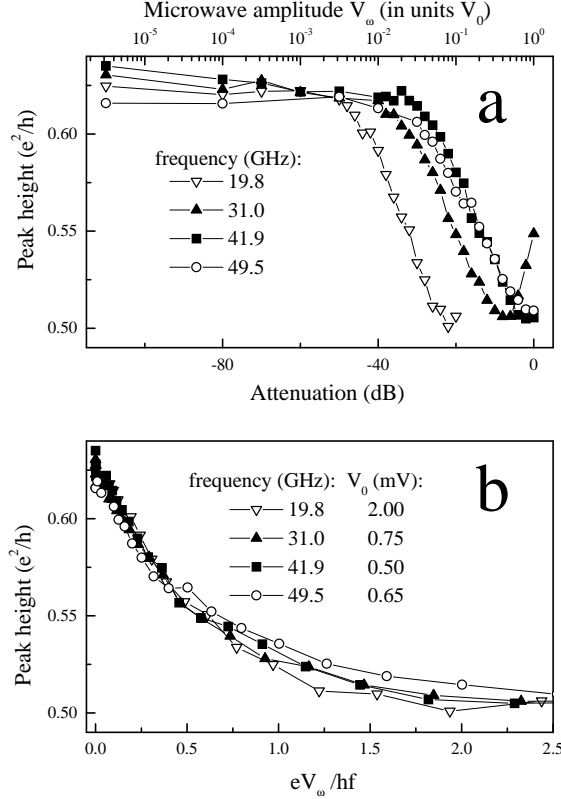 Microwave amplitude V_ω (in units V_0)
10^-5 10^-4 10^-3 10^-2 10^-1 10^0
a
0.60
0.55
0.50
Peak height (e^2/h)
frequency (GHz):
19.8
31.0
41.9
49.5
-80 -40 0
Attenuation (dB)
b
frequency (GHz): V_0 (mV):
19.8 2.00
31.0 0.75
41.9 0.50
49.5 0.65
0.60
0.55
0.50
Peak height (e^2/h)
0.0 0.5 1.0 1.5 2.0 2.5
eV_ω/hf